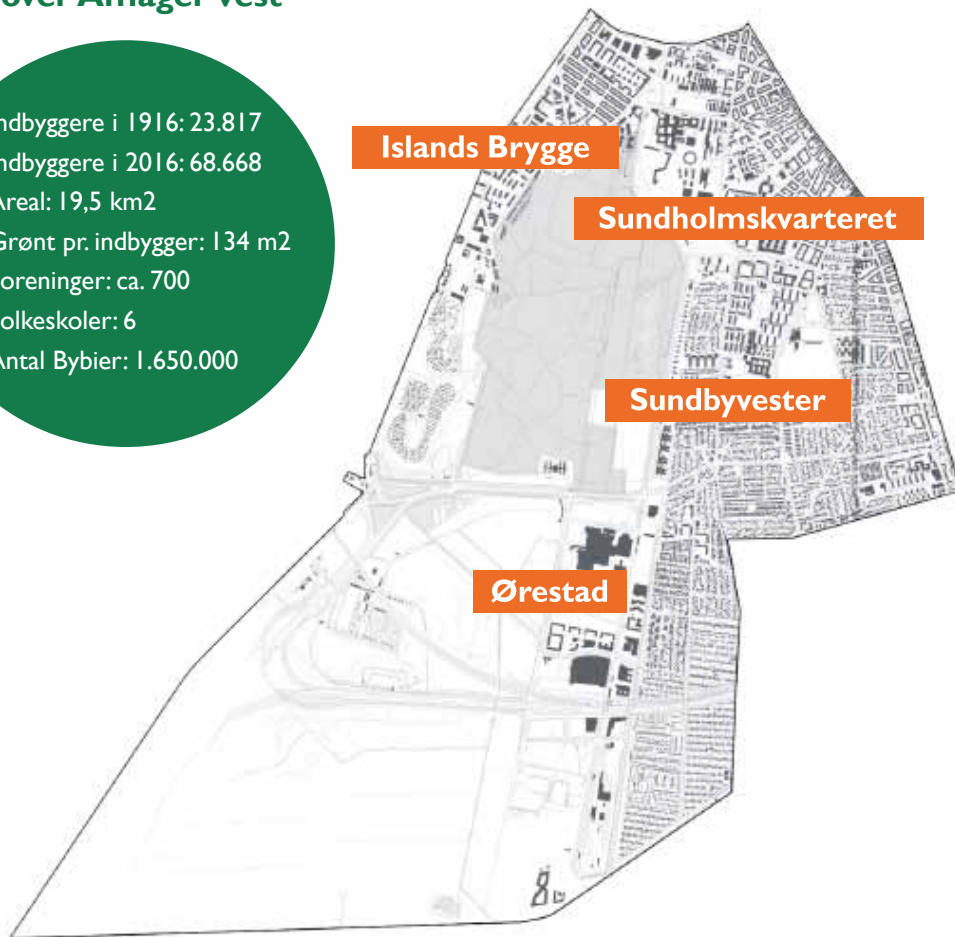 over Amager Vest
ndbyggere i 1916: 23.817
ndbyggere i 2016: 68.668
Areal: 19,5 km2
Grønt pr. indbygger: 134 m2
oreninger: ca. 700
olkeskoler: 6
Antal Bybier: 1.650.000
Islands Brygge
Sundholmskvarteret
Sundbyvester
Ørestad